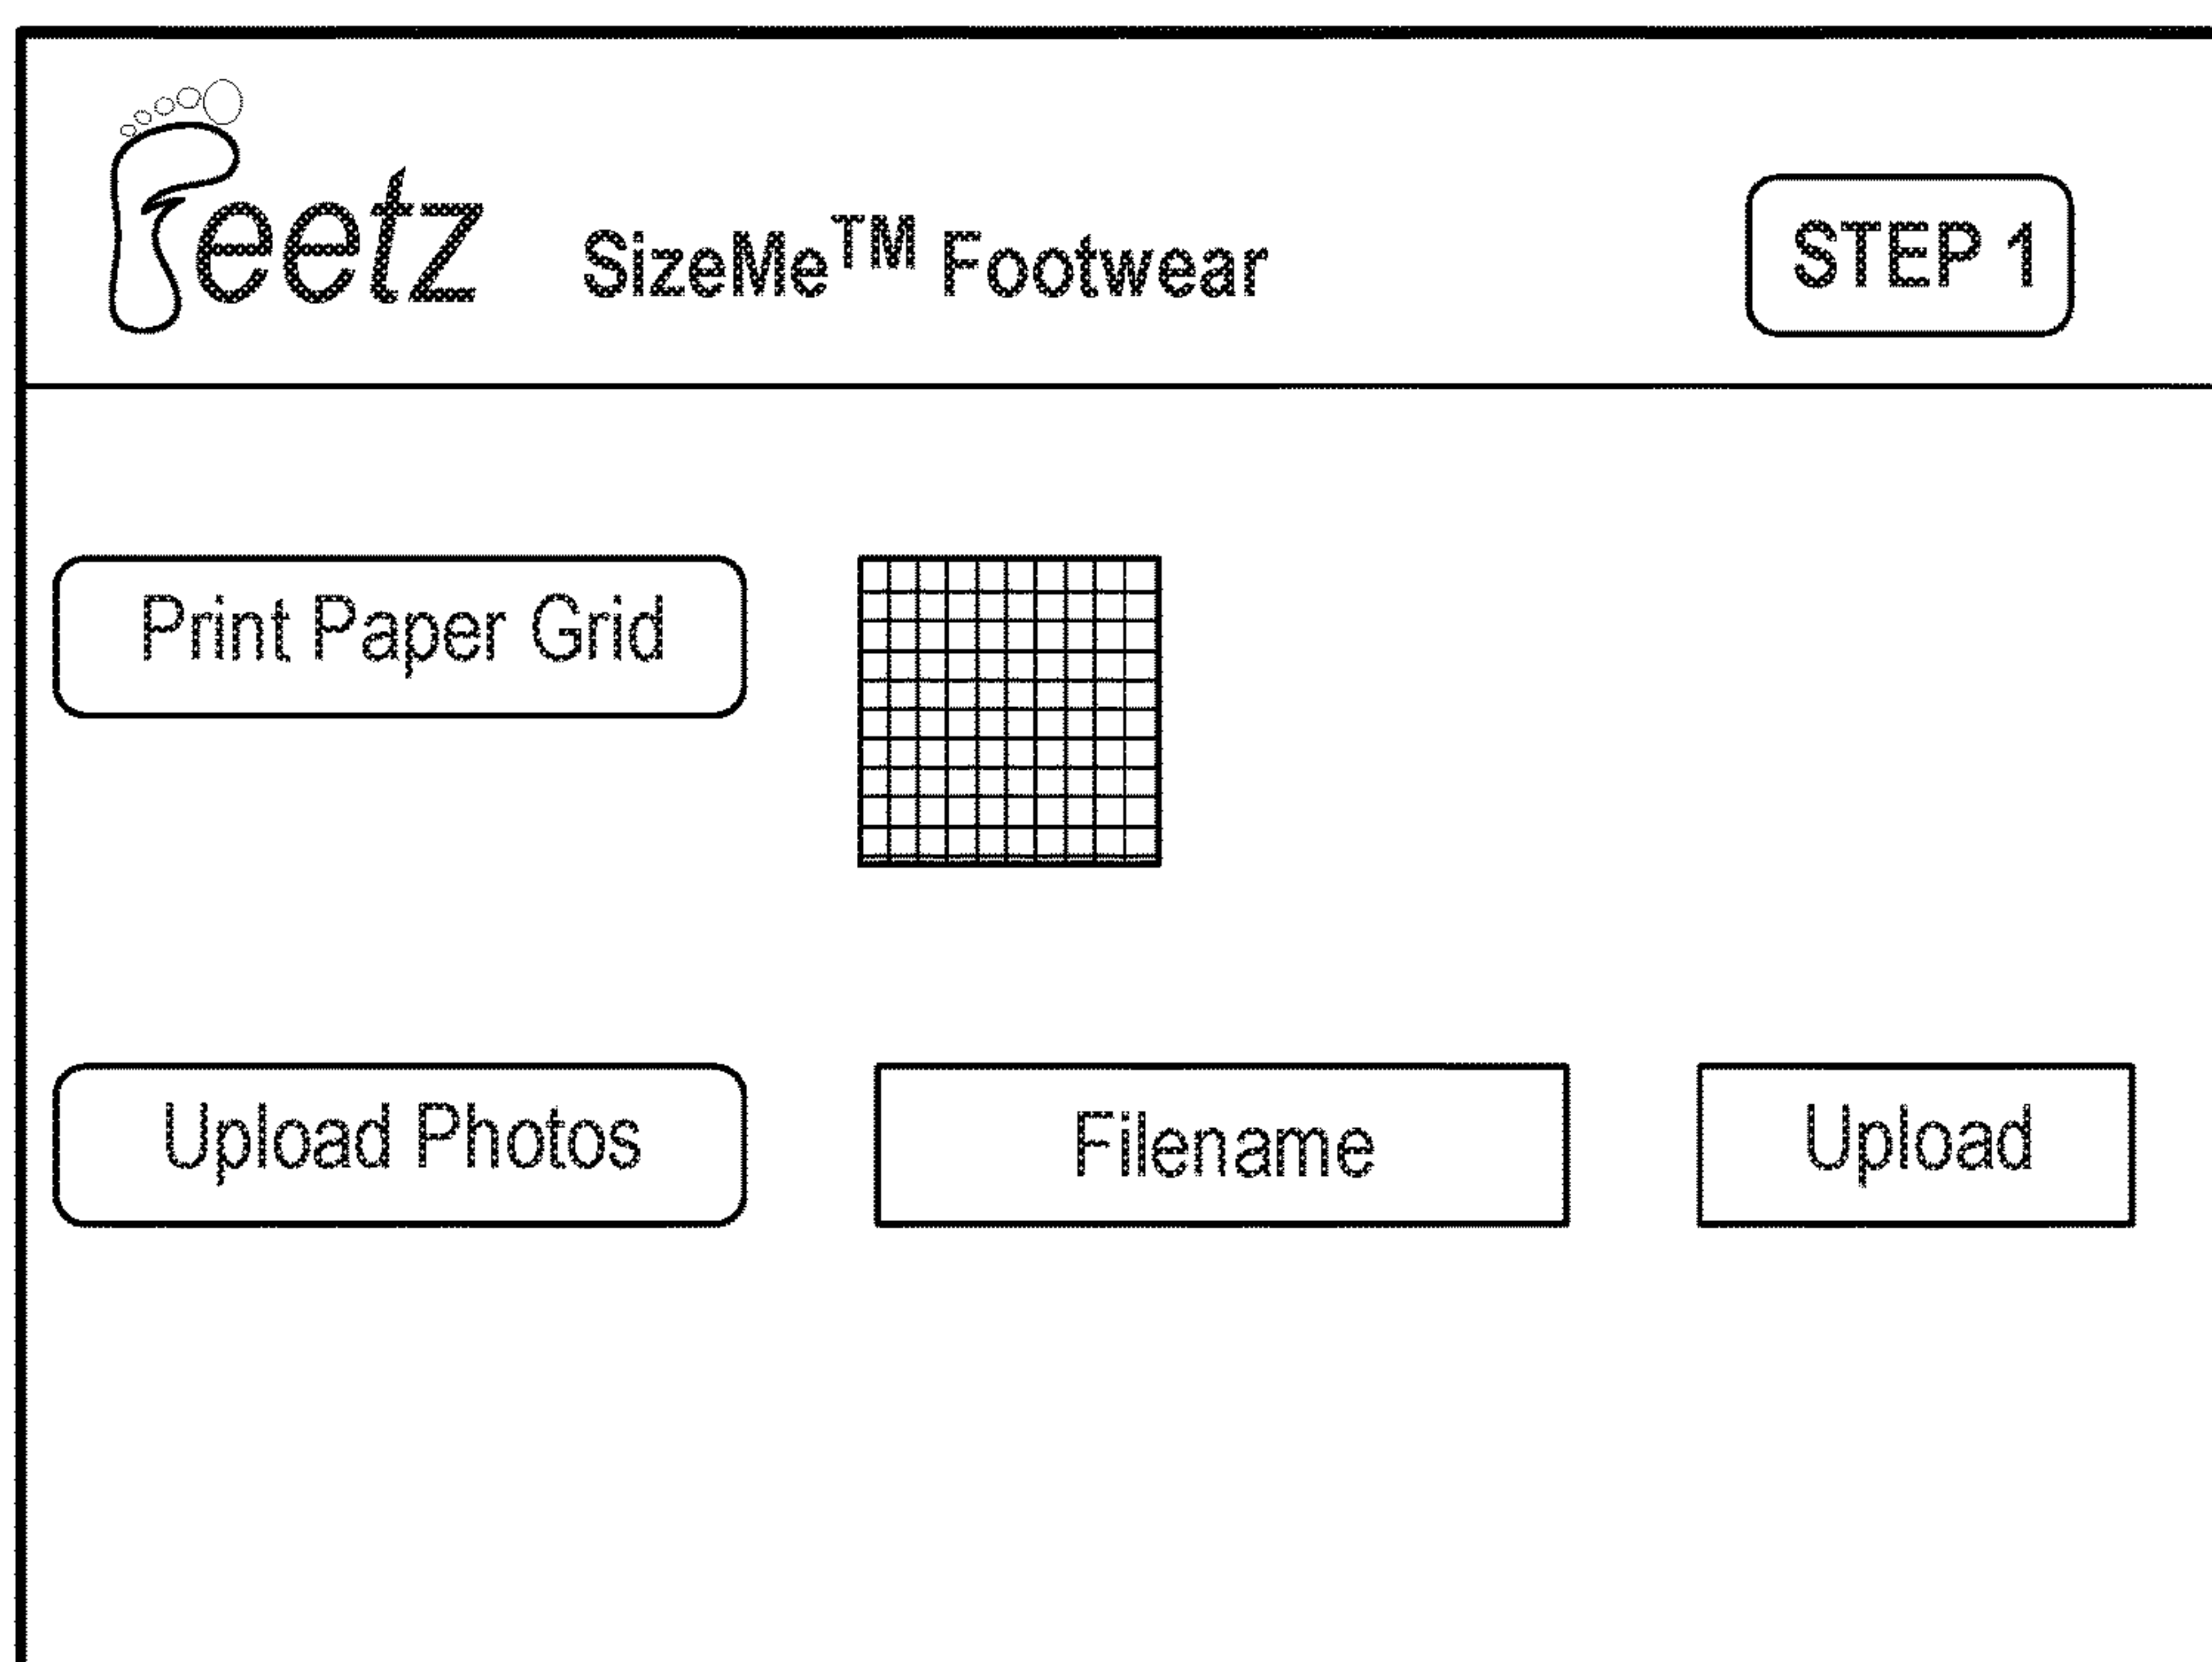 Feetz SizeMe™ Footwear STEP 1
Print Paper Grid
Upload Photos Filename Upload